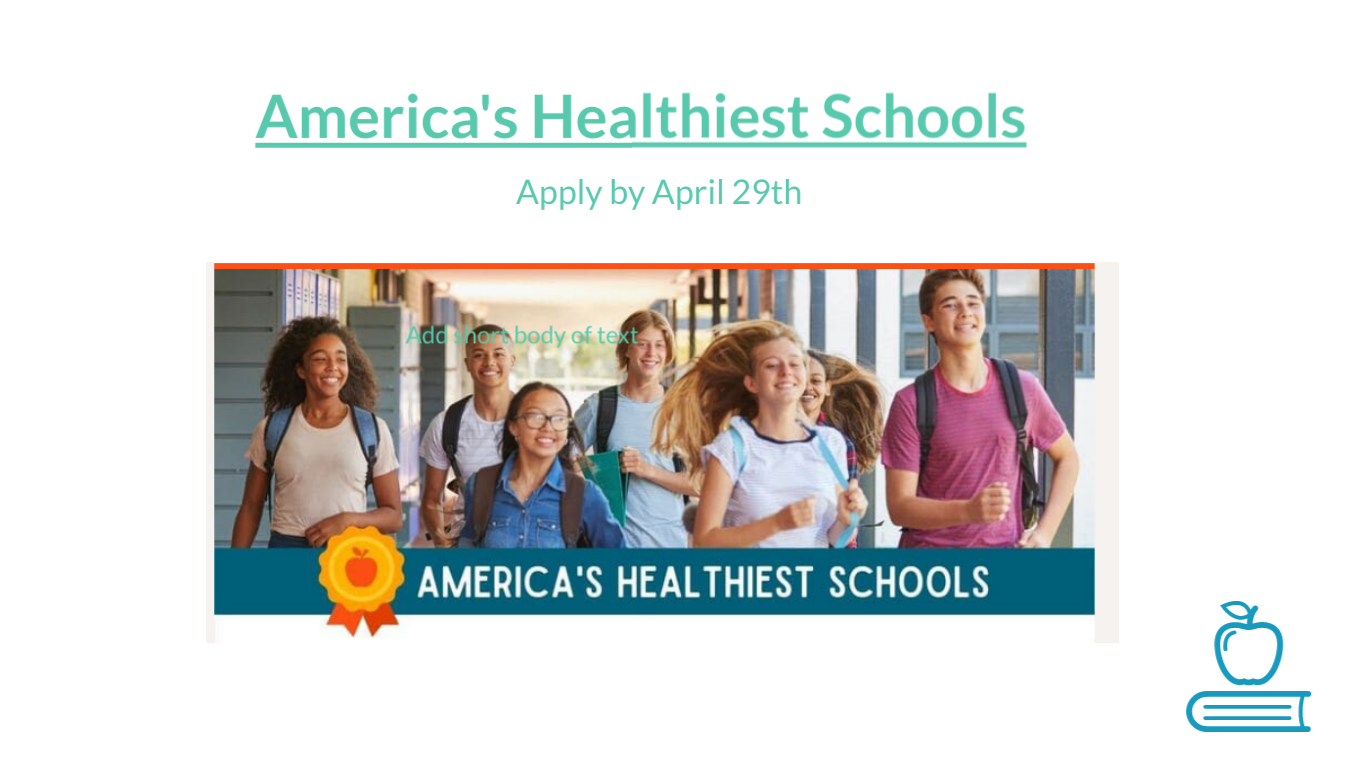 America's Healthiest Schools
Apply by April 29th
Add short body of text
AMERICA'S HEALTHIEST SCHOOLS